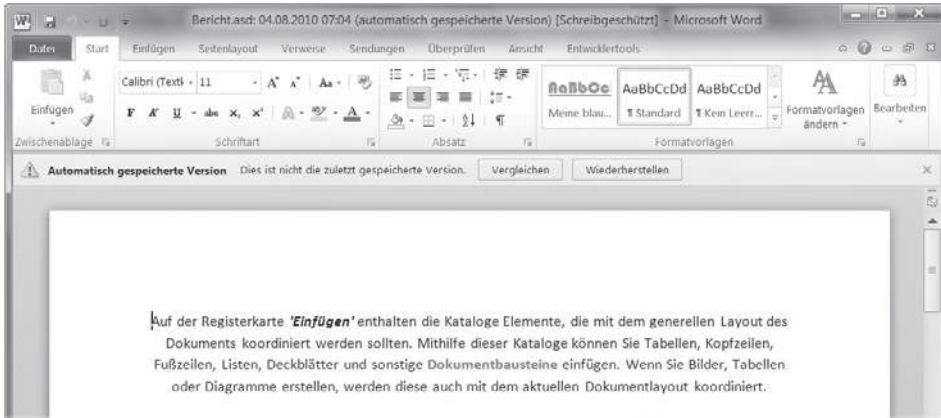 Bericht.asd: 04.08.2010 07:04 (automatisch gespeicherte Version) [Schreibgeschützt] - Microsoft Word
Datei Start Einfügen Seitenlayout Verweise Sendungen Überprüfen Ansicht Entwicklertools
Calibri (Textk 11 Aa
Einfügen F K U abc x₂ x² A A AaBbCc AaBbCcDd AaBbCcDd Formatvorlagen Bearbeiten
Meine blau... ¶ Standard ¶ Kein Leerr... ändern
Zwischenablage Schriftart Absatz Formatvorlagen
Automatisch gespeicherte Version Dies ist nicht die zuletzt gespeicherte Version. Vergleichen Wiederherstellen
Auf der Registerkarte 'Einfügen' enthalten die Kataloge Elemente, die mit dem generellen Layout des
Dokuments koordiniert werden sollten. Mithilfe dieser Kataloge können Sie Tabellen, Kopfzeilen,
Fußzeilen, Listen, Deckblätter und sonstige Dokumentbausteine einfügen. Wenn Sie Bilder, Tabellen
oder Diagramme erstellen, werden diese auch mit dem aktuellen Dokumentlayout koordiniert.